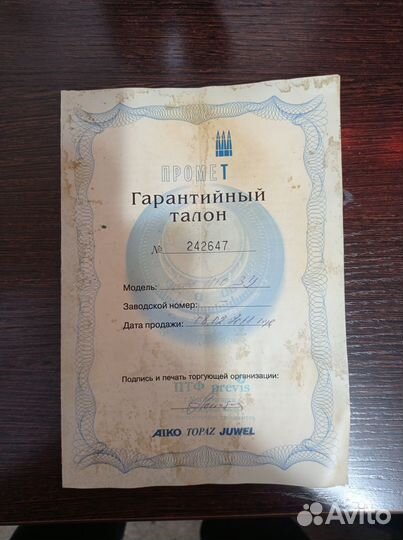 ПРОМЕТ
Гарантийный
талон
№ 242647
Модель:
Заводской номер:
Дата продажи:
Подпись и печать торгующей организации:
ПТФ previs
AIKO TOPAZ JUWEL
Avito